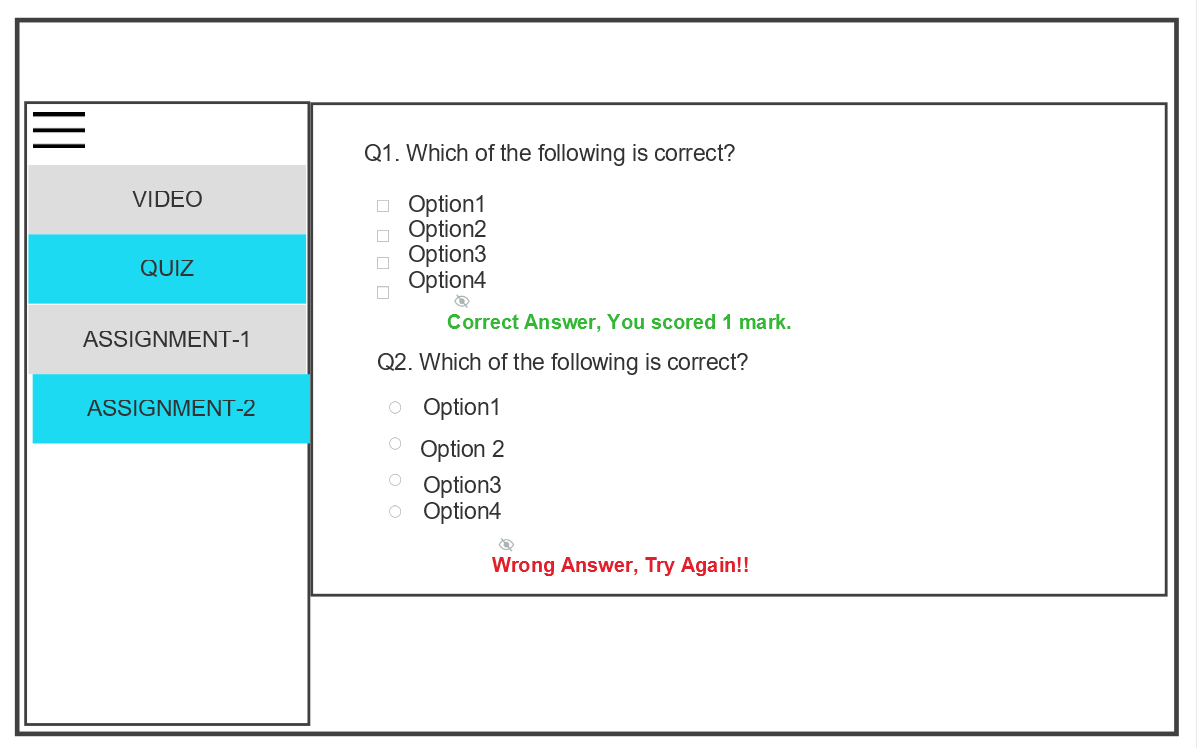 VIDEO
QUIZ
ASSIGNMENT-1
ASSIGNMENT-2
Q1. Which of the following is correct?
Option1
Option2
Option3
Option4
Correct Answer, You scored 1 mark.
Q2. Which of the following is correct?
Option1
Option 2
Option3
Option4
Wrong Answer, Try Again!!